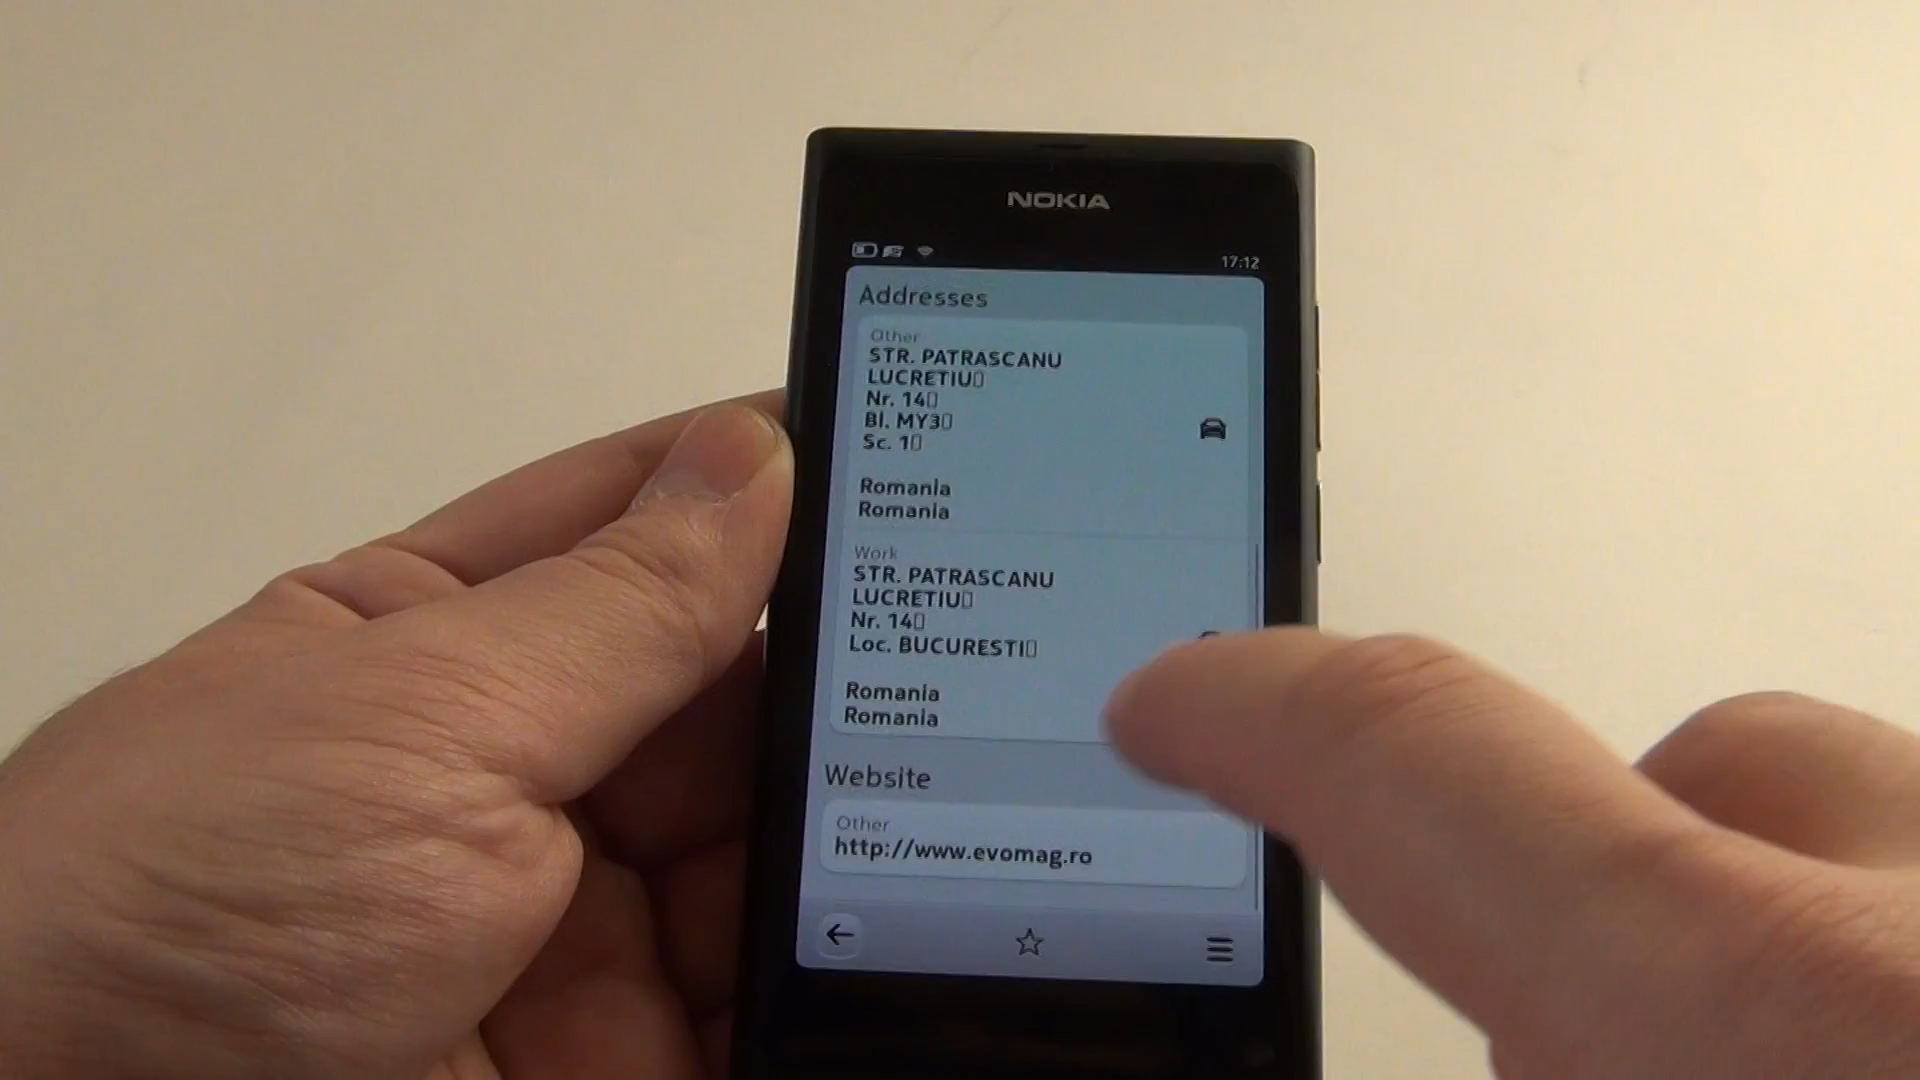 NOKIA
17:12
Addresses
Other
STR. PATRASCANU
LUCRETIU▯
Nr. 14▯
Bl. MY3▯
Sc. 1▯
Romania
Romania
Work
STR. PATRASCANU
LUCRETIU▯
Nr. 14▯
Loc. BUCURESTI▯
Romania
Romania
Website
Other
http://www.evomag.ro